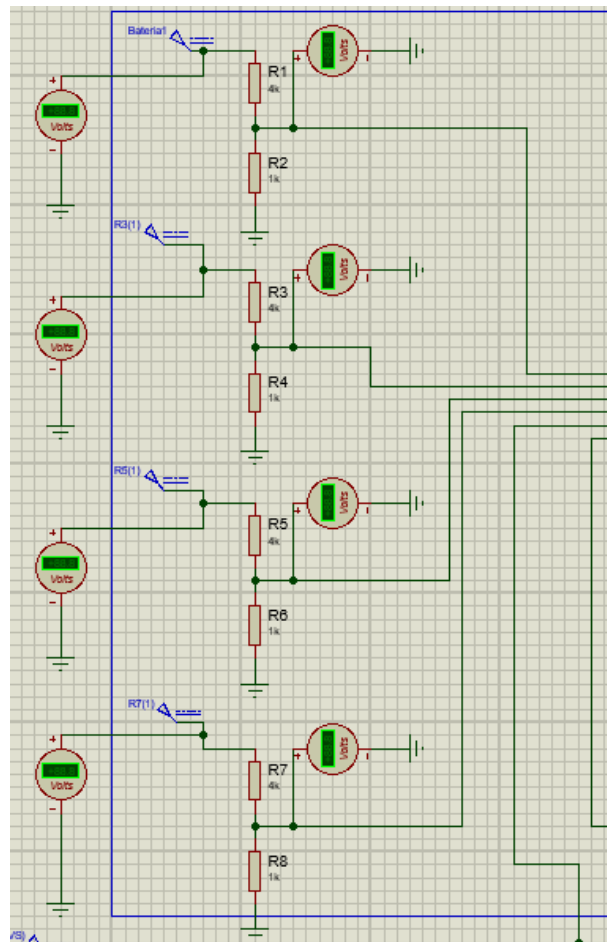 Bateria1
+
-
R1
4k
R2
1k
+
Volts
-
+
Volts
R3(1)
R3
4k
R4
1k
+
Volts
-
+
Volts
R5(1)
R5
4k
R6
1k
+
Volts
-
+
Volts
R7(1)
R7
4k
R8
1k
+
Volts
-
+
Volts
VS)